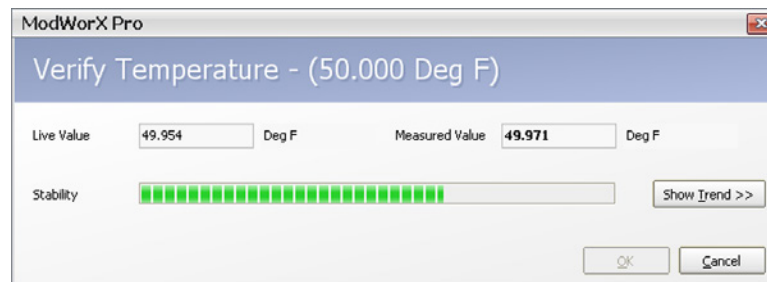 ModWorX Pro
Verify Temperature - (50.000 Deg F)
Live Value 49.954 Deg F Measured Value 49.971 Deg F
Stability Show Trend >>
OK Cancel